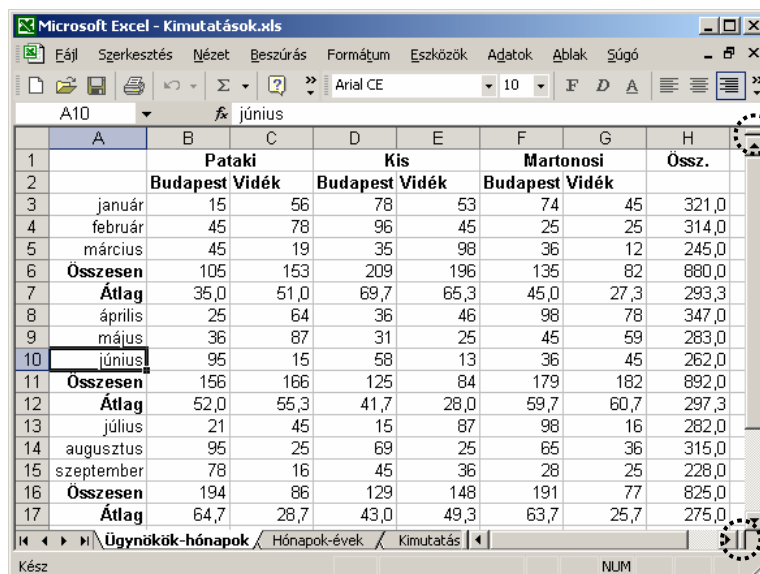 Microsoft Excel - Kimutatások.xls
Fájl Szerkesztés Nézet Beszúrás Formátum Eszközök Adatok Ablak Súgó
Σ ? » Arial CE 10 F D A »
A10 fx június
A B C D E F G H
1 Pataki Kis Martonosi Össz.
2 Budapest Vidék Budapest Vidék Budapest Vidék
3 január 15 56 78 53 74 45 321,0
4 február 45 78 96 45 25 25 314,0
5 március 45 19 35 98 36 12 245,0
6 Összesen 105 153 209 196 135 82 880,0
7 Átlag 35,0 51,0 69,7 65,3 45,0 27,3 293,3
8 április 25 64 36 46 98 78 347,0
9 május 36 87 31 25 45 59 283,0
10 június 95 15 58 13 36 45 262,0
11 Összesen 156 166 125 84 179 182 892,0
12 Átlag 52,0 55,3 41,7 28,0 59,7 60,7 297,3
13 július 21 45 15 87 98 16 282,0
14 augusztus 95 25 69 25 65 36 315,0
15 szeptember 78 16 45 36 28 25 228,0
16 Összesen 194 86 129 148 191 77 825,0
17 Átlag 64,7 28,7 43,0 49,3 63,7 25,7 275,0
Ügynökök-hónapok Hónapok-évek Kimutatás
Kész NUM